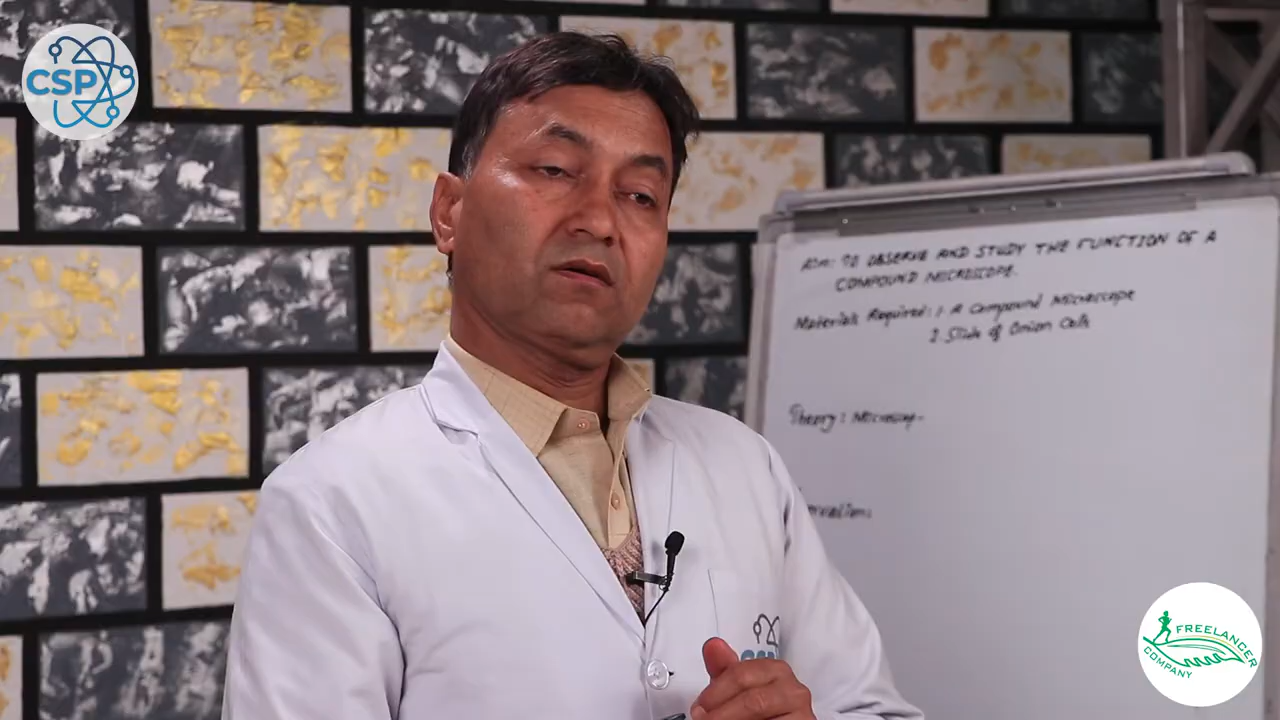 CSP
AIM: TO OBSERVE AND STUDY THE FUNCTION OF A
COMPOUND MICROSCOPE.
Materials Required: 1. A Compound Microscope
2. Slide of Onion Cells
Theory: Microscop-
FREELANCER
COMPANY